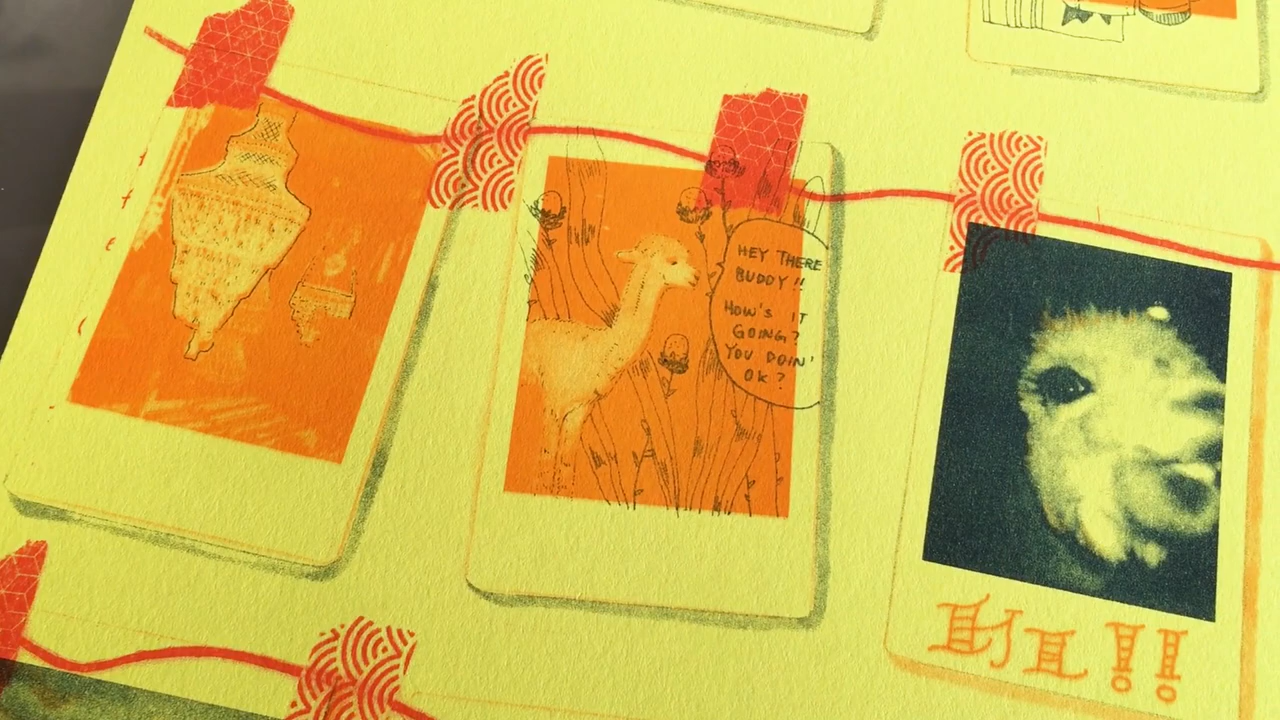 HEY THERE
BUDDY!!
HOW'S IT
GOING?
YOU DOIN'
OK?
HI!!